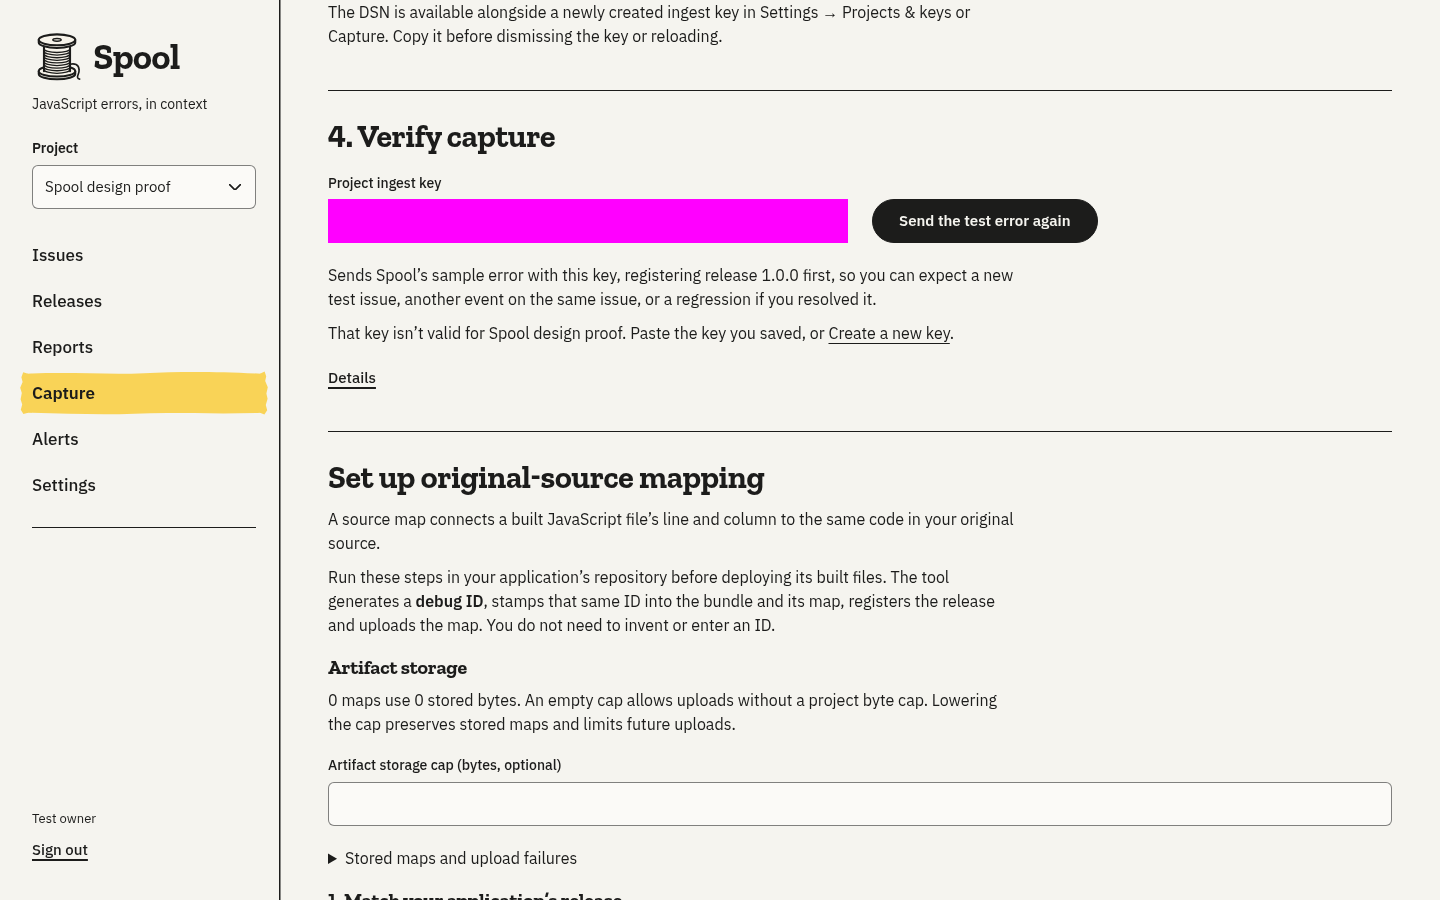 Spool
JavaScript errors, in context
Project
Spool design proof
Issues
Releases
Reports
Capture
Alerts
Settings
Test owner
Sign out
The DSN is available alongside a newly created ingest key in Settings → Projects & keys or
Capture. Copy it before dismissing the key or reloading.
4. Verify capture
Project ingest key
Send the test error again
Sends Spool’s sample error with this key, registering release 1.0.0 first, so you can expect a new
test issue, another event on the same issue, or a regression if you resolved it.
That key isn’t valid for Spool design proof. Paste the key you saved, or Create a new key.
Details
Set up original-source mapping
A source map connects a built JavaScript file’s line and column to the same code in your original
source.
Run these steps in your application’s repository before deploying its built files. The tool
generates a debug ID, stamps that same ID into the bundle and its map, registers the release
and uploads the map. You do not need to invent or enter an ID.
Artifact storage
0 maps use 0 stored bytes. An empty cap allows uploads without a project byte cap. Lowering
the cap preserves stored maps and limits future uploads.
Artifact storage cap (bytes, optional)
Stored maps and upload failures
1. Match your application’s release